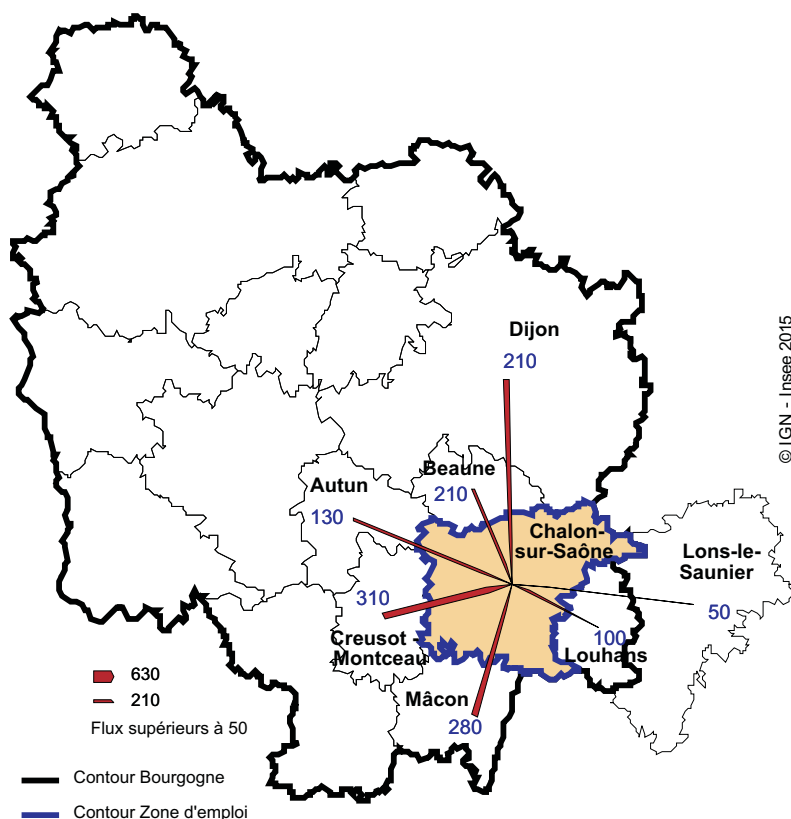 Dijon
210
© IGN - Insee 2015
Beaune
210
Autun
130
Chalon-
sur-Saône
Lons-le-
Saunier
50
310
100
Creusot -
Montceau
Louhans
Mâcon
280
630
210
Flux supérieurs à 50
Contour Bourgogne
Contour Zone d'emploi